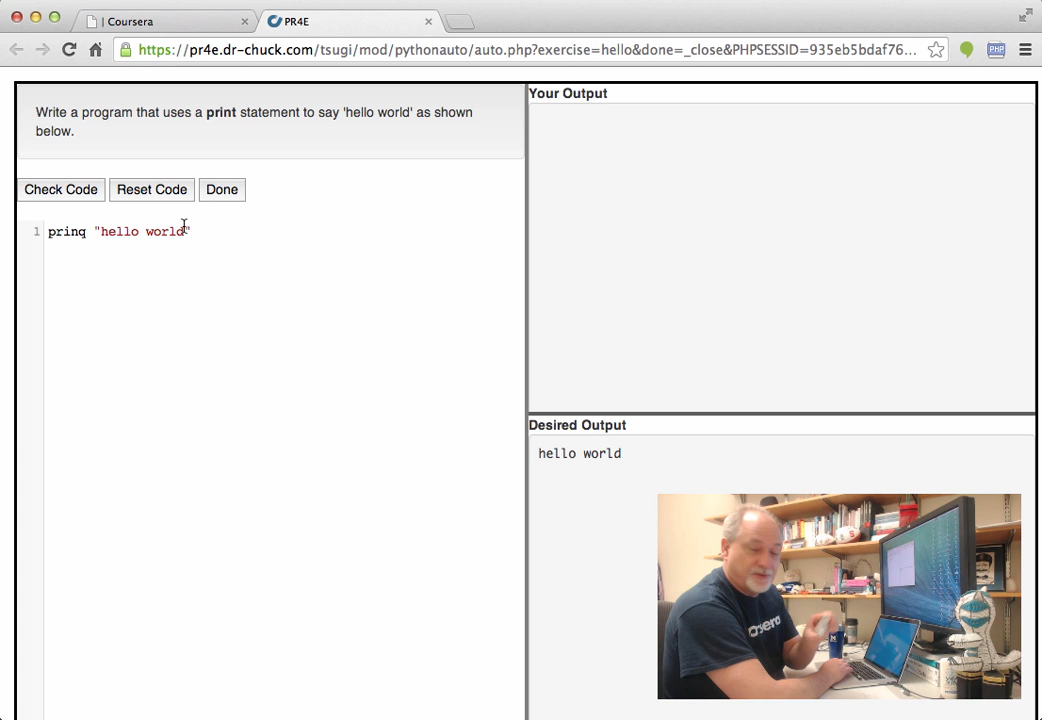 | Coursera
PR4E
https://pr4e.dr-chuck.com/tsugi/mod/pythonauto/auto.php?exercise=hello&done=_close&PHPSESSID=935eb5bdaf76...
PHP
Write a program that uses a print statement to say 'hello world' as shown
below.
Check Code Reset Code Done
1 prinq "hello world"
Your Output
Desired Output
hello world